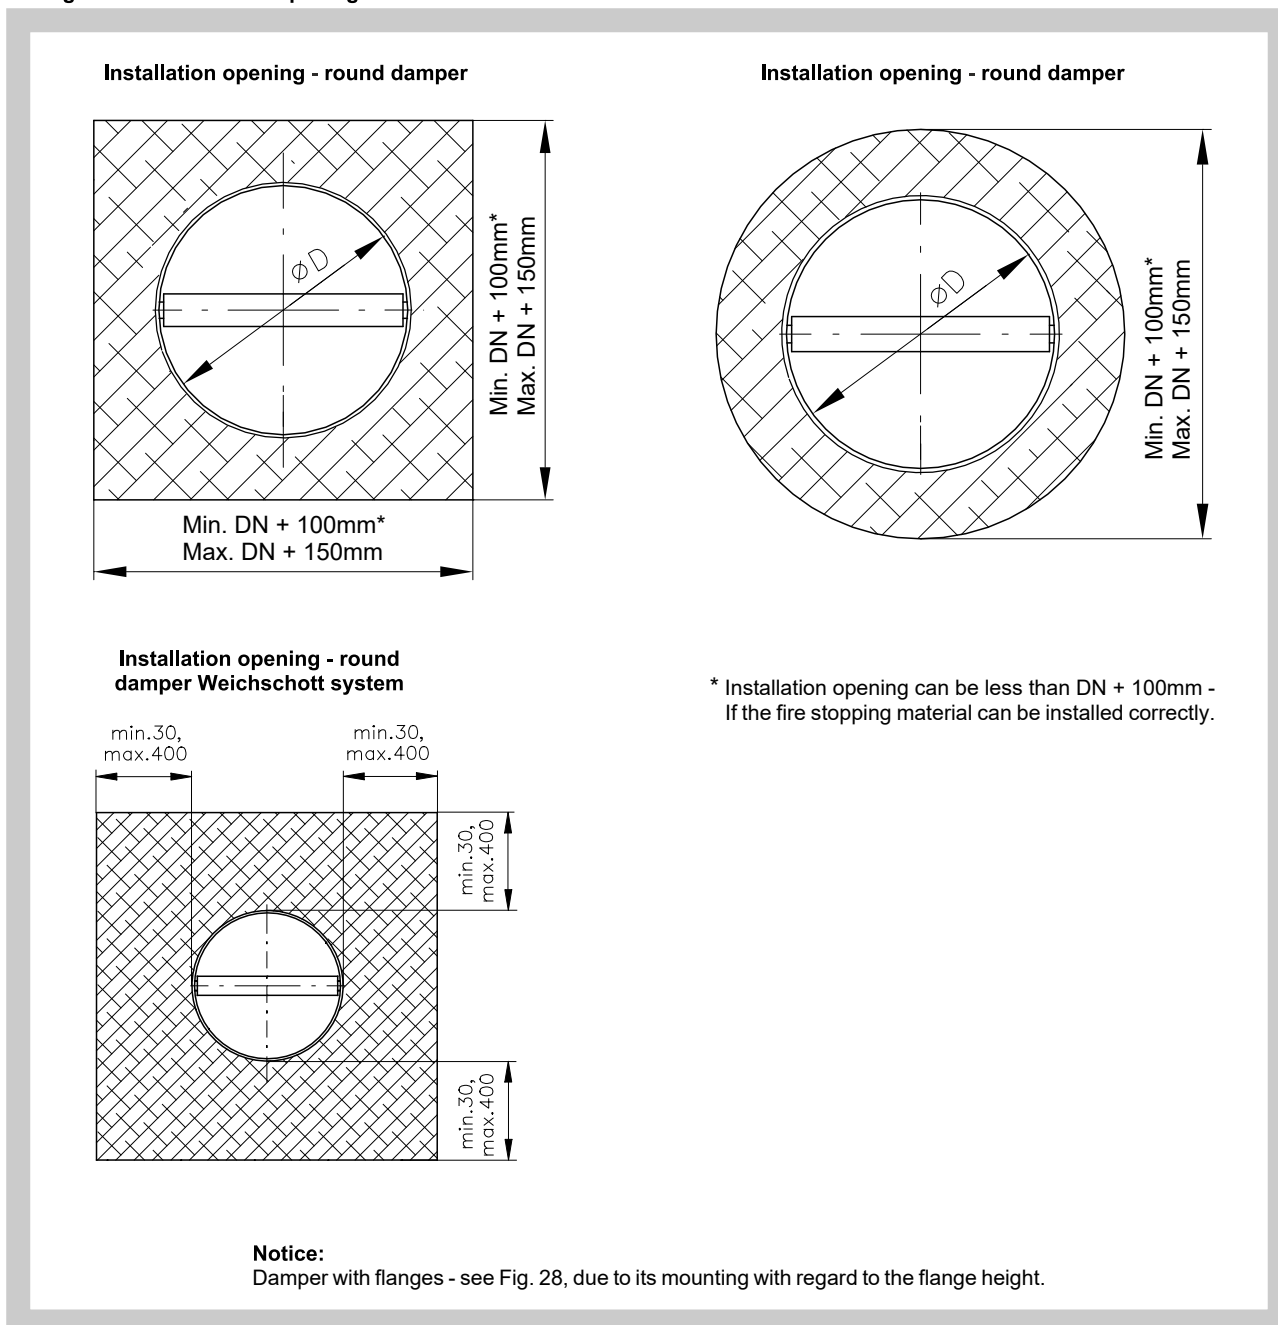 Installation opening - round damper
øD
Min. DN + 100mm*
Max. DN + 150mm
Min. DN + 100mm*
Max. DN + 150mm
Installation opening - round damper
øD
Min. DN + 100mm*
Max. DN + 150mm
Installation opening - round
damper Weichschott system
min.30,
max.400
min.30,
max.400
min.30,
max.400
min.30,
max.400
* Installation opening can be less than DN + 100mm -
If the fire stopping material can be installed correctly.
Notice:
Damper with flanges - see Fig. 28, due to its mounting with regard to the flange height.